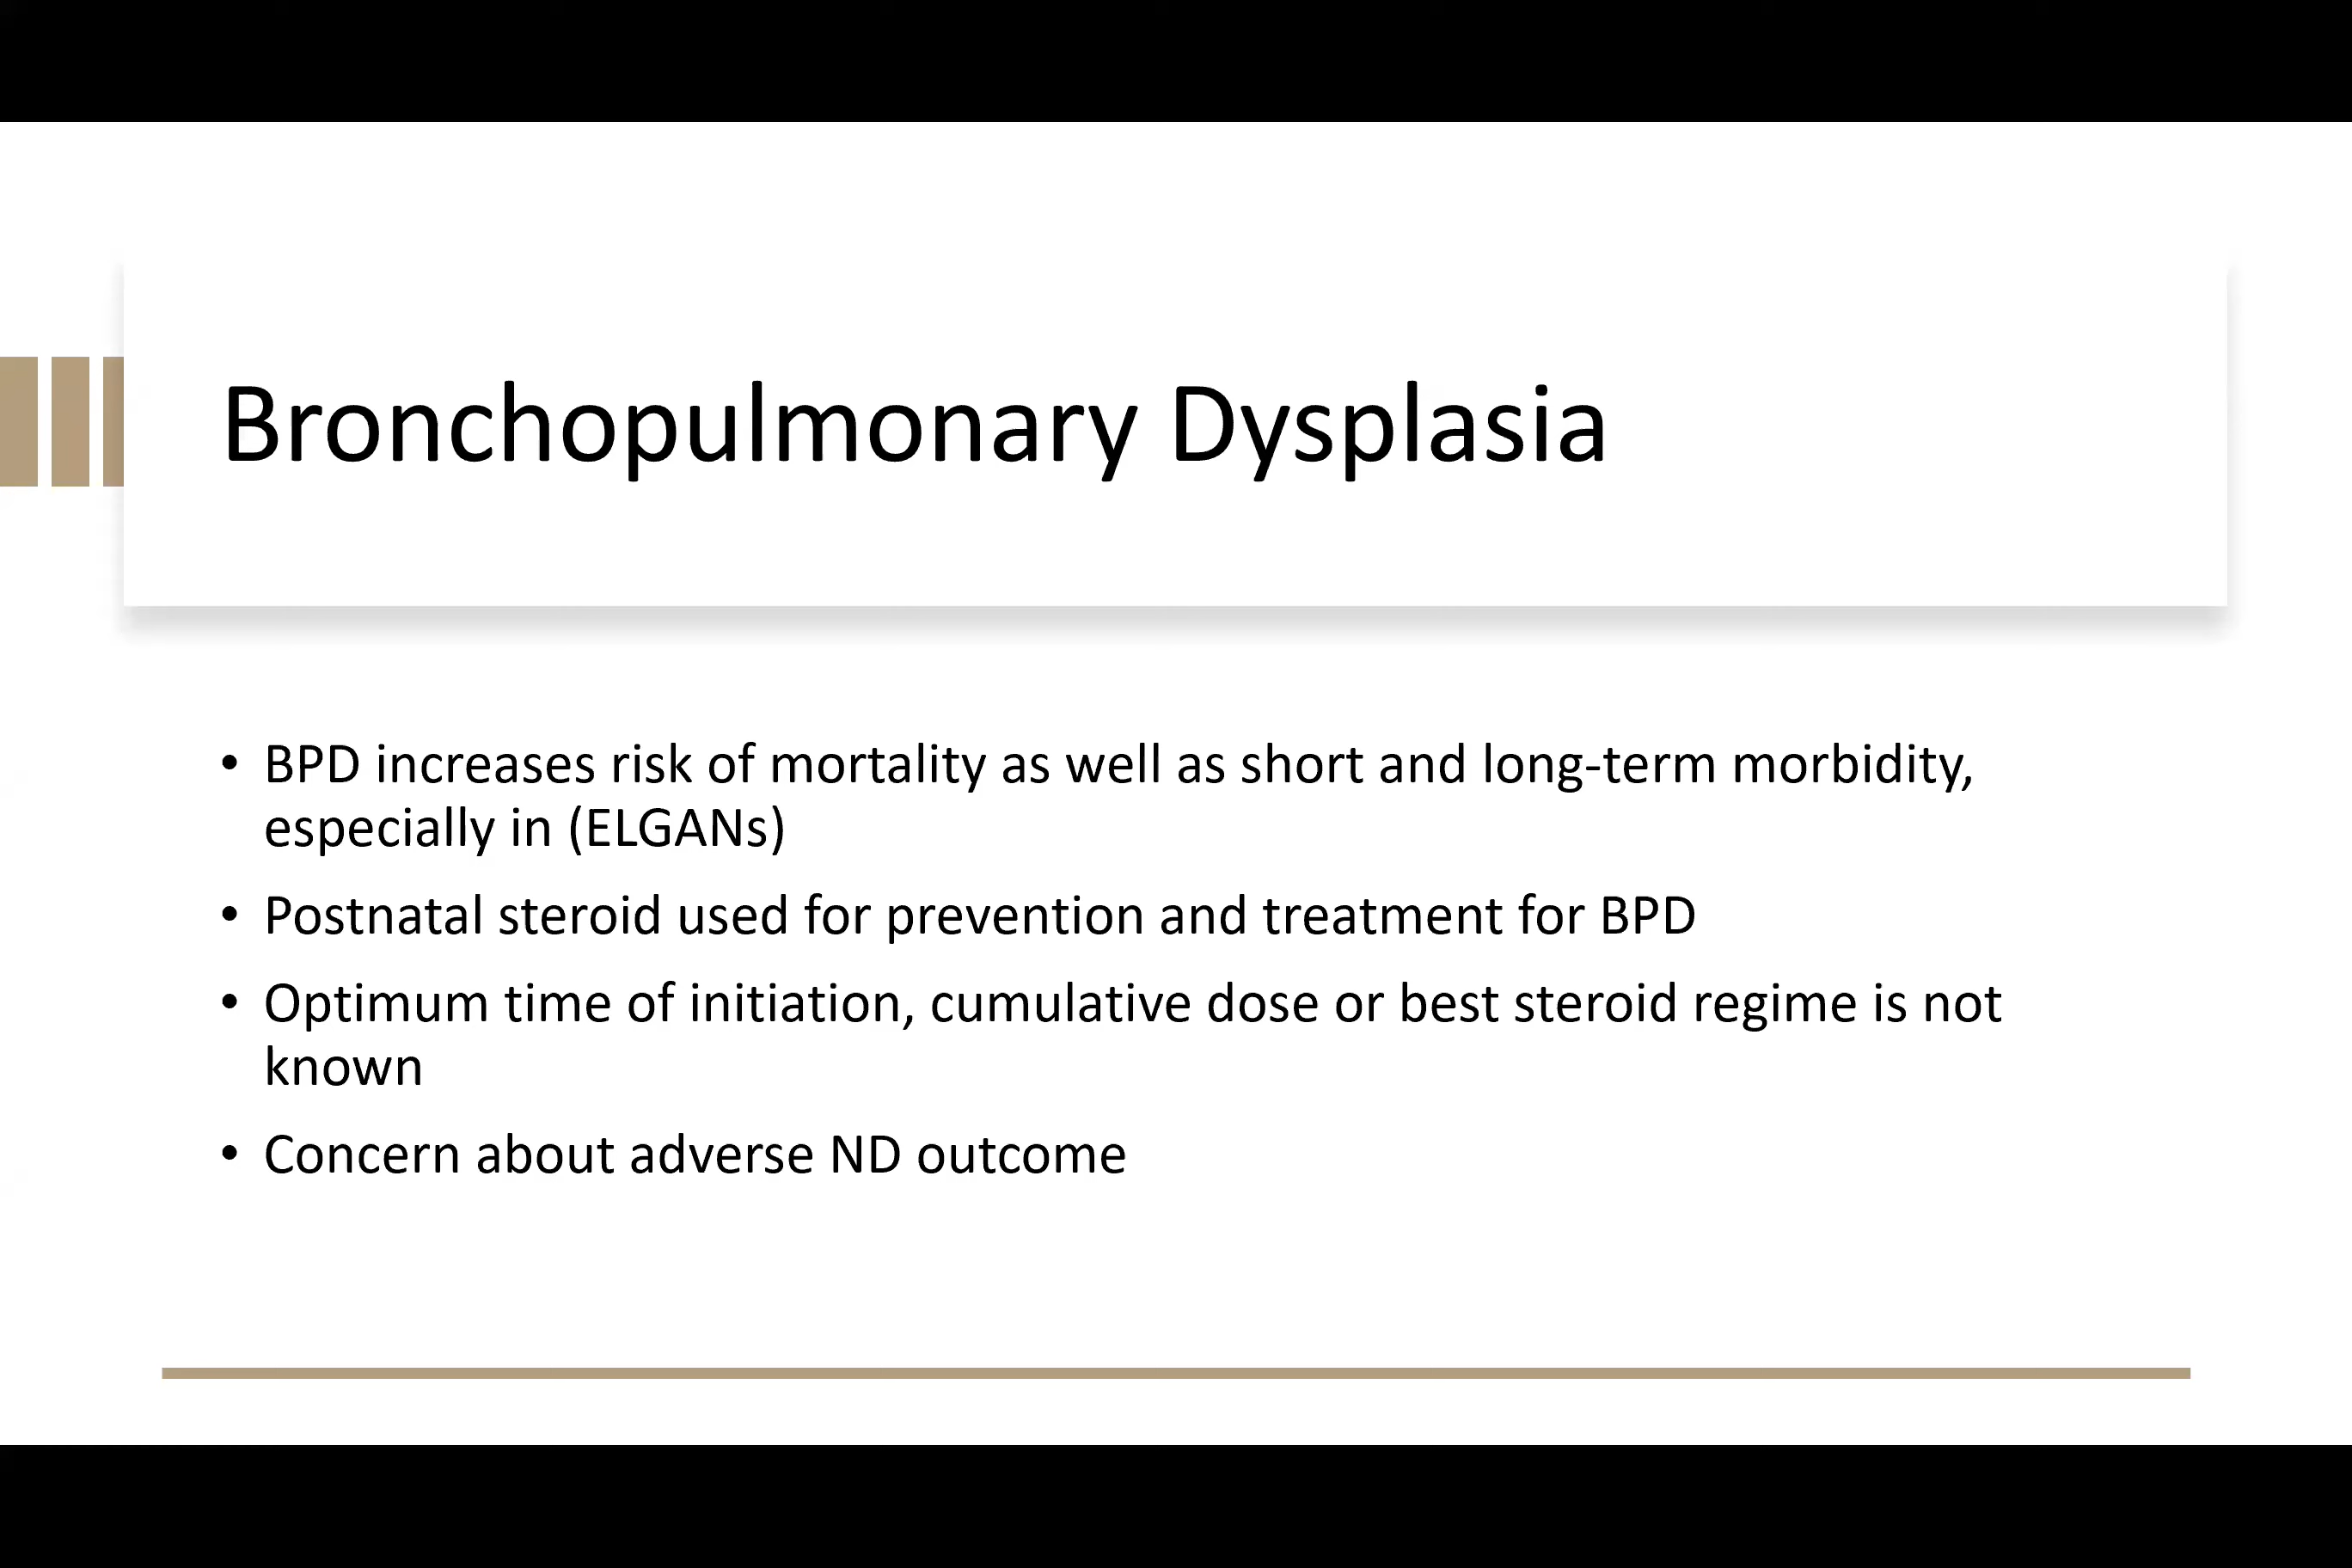 Bronchopulmonary Dysplasia
• BPD increases risk of mortality as well as short and long-term morbidity,
especially in (ELGANs)
• Postnatal steroid used for prevention and treatment for BPD
• Optimum time of initiation, cumulative dose or best steroid regime is not
known
• Concern about adverse ND outcome